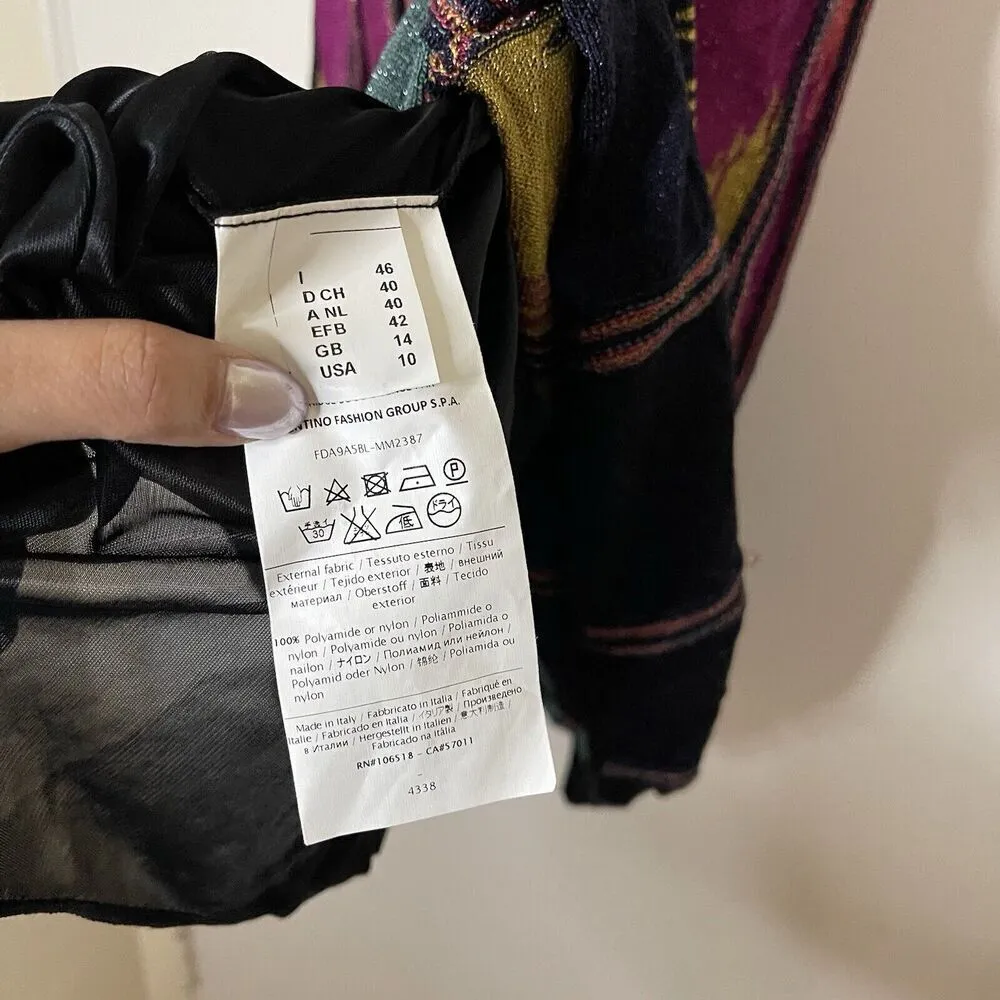 I 46
D CH 40
A NL 40
EFB 42
GB 14
USA 10
NTINO FASHION GROUP S.P.A.
FDA9A5BL-MM2387
P
手洗イ 30 低 ドライ
External fabric / Tessuto esterno / Tissu
extérieur / Tejido exterior / 表地 / внешний
материал / Oberstoff / 面料 / Tecido
exterior
100% Polyamide or nylon / Poliammide o
nylon / Polyamide ou nylon / Poliamida o
nailon / ナイロン / Полиамид или нейлон /
Polyamid oder Nylon / 锦纶 / Poliamida ou
nylon
Made in Italy / Fabbricato in Italia / Fabriqué en
Italie / Fabricado en Italia / イタリア製 / Произведено
в Италии / Hergestellt in Italien / 意大利制造 /
Fabricado na Itália
RN#106518 - CA#57011
-
4338